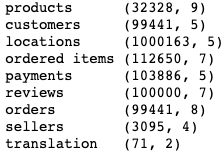 products (32328, 9)
customers (99441, 5)
locations (1000163, 5)
ordered items (112650, 7)
payments (103886, 5)
reviews (100000, 7)
orders (99441, 8)
sellers (3095, 4)
translation (71, 2)